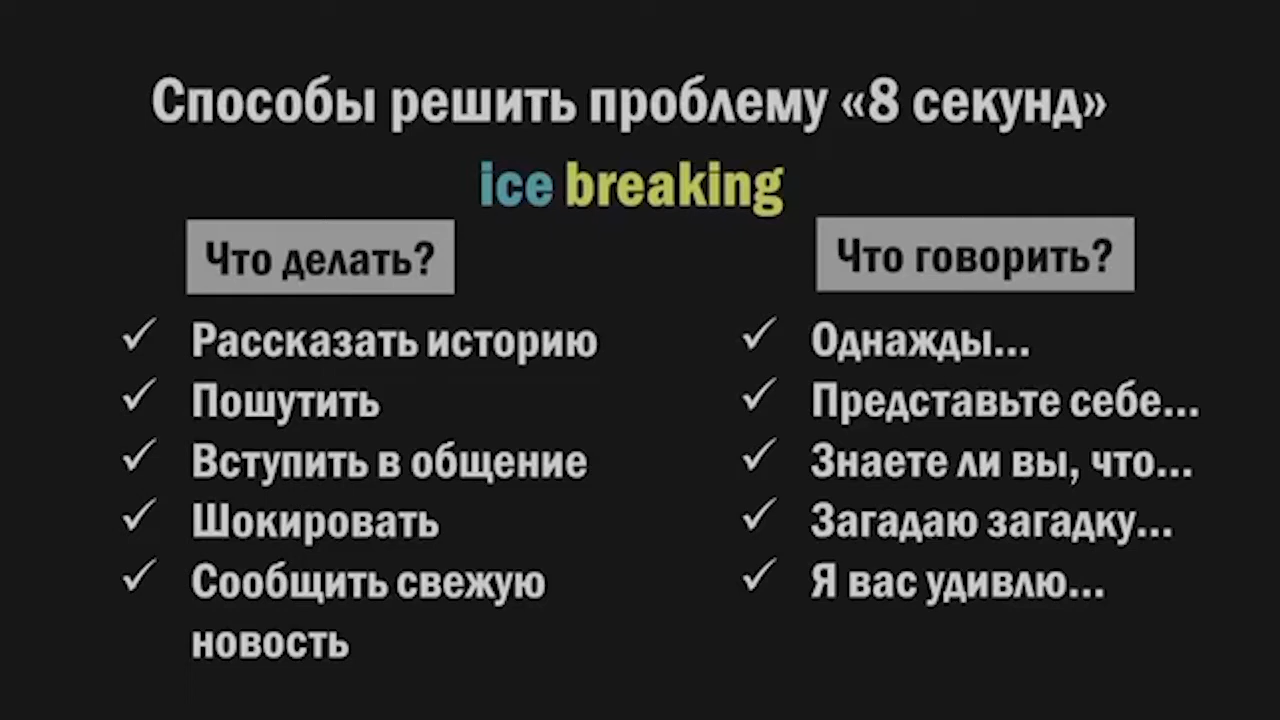 Способы решить проблему «8 секунд»
ice breaking
Что делать?
✓ Рассказать историю
✓ Пошутить
✓ Вступить в общение
✓ Шокировать
✓ Сообщить свежую
новость
Что говорить?
✓ Однажды...
✓ Представьте себе...
✓ Знаете ли вы, что...
✓ Загадаю загадку...
✓ Я вас удивлю...